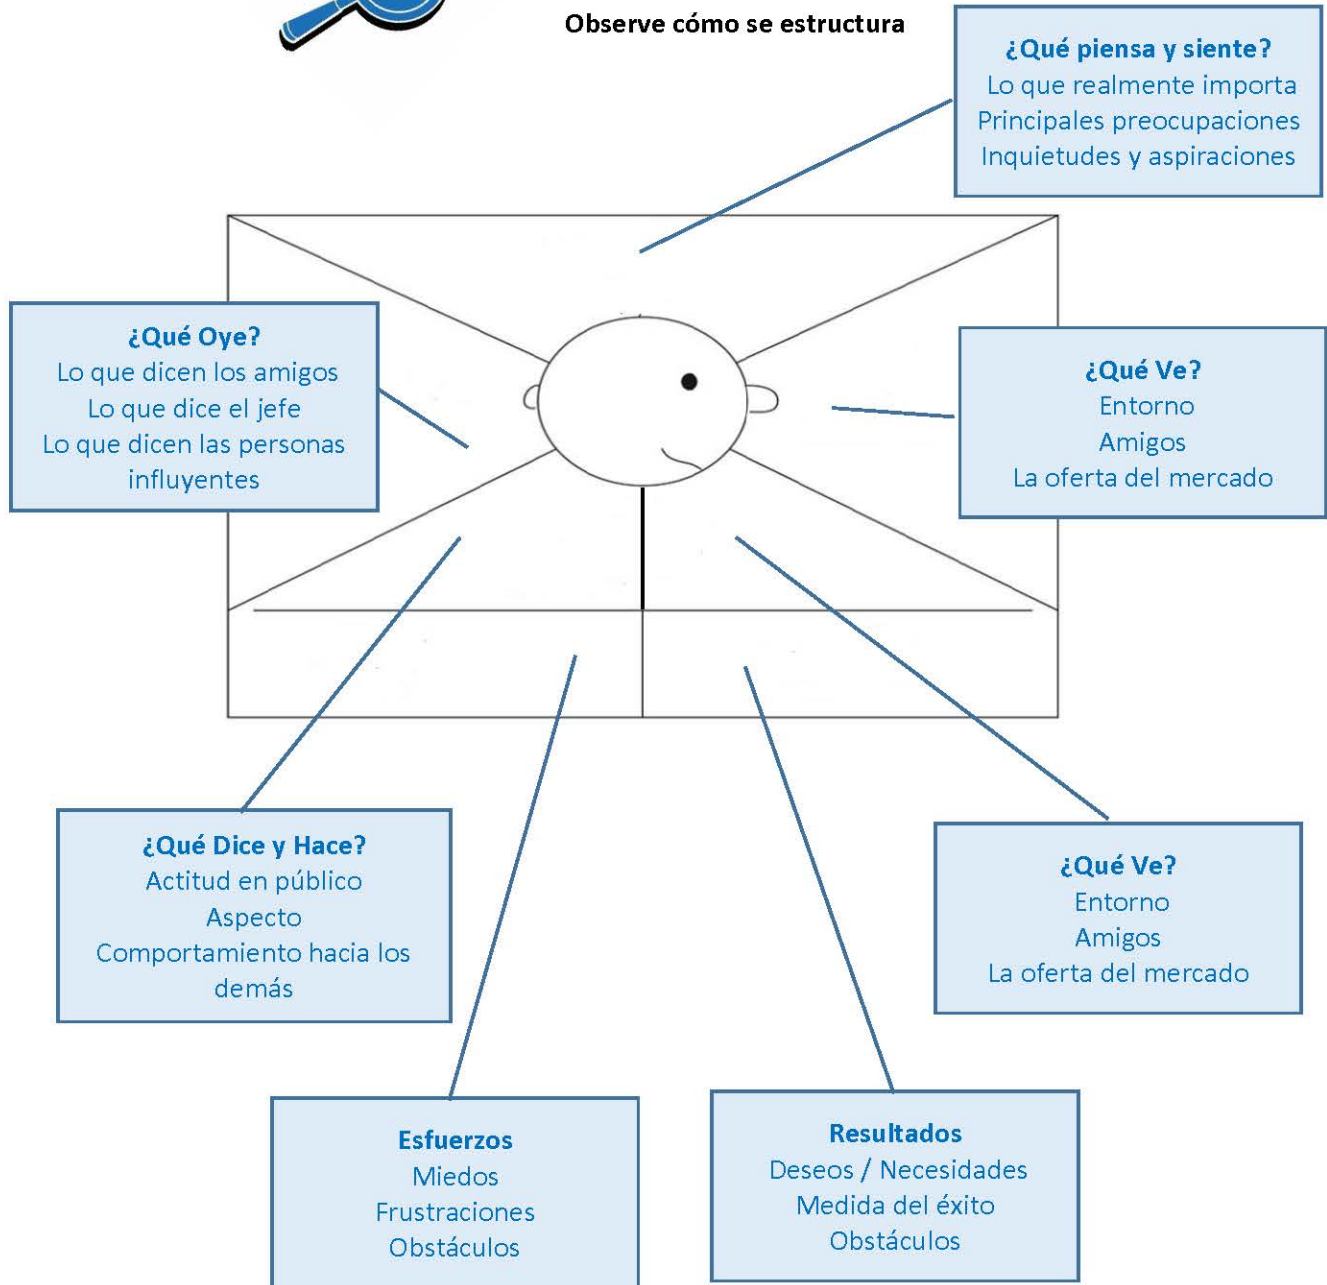 Observe cómo se estructura
¿Qué piensa y siente?
Lo que realmente importa
Principales preocupaciones
Inquietudes y aspiraciones
¿Qué Oye?
Lo que dicen los amigos
Lo que dice el jefe
Lo que dicen las personas
influyentes
¿Qué Ve?
Entorno
Amigos
La oferta del mercado
¿Qué Dice y Hace?
Actitud en público
Aspecto
Comportamiento hacia los
demás
¿Qué Ve?
Entorno
Amigos
La oferta del mercado
Esfuerzos
Miedos
Frustraciones
Obstáculos
Resultados
Deseos / Necesidades
Medida del éxito
Obstáculos